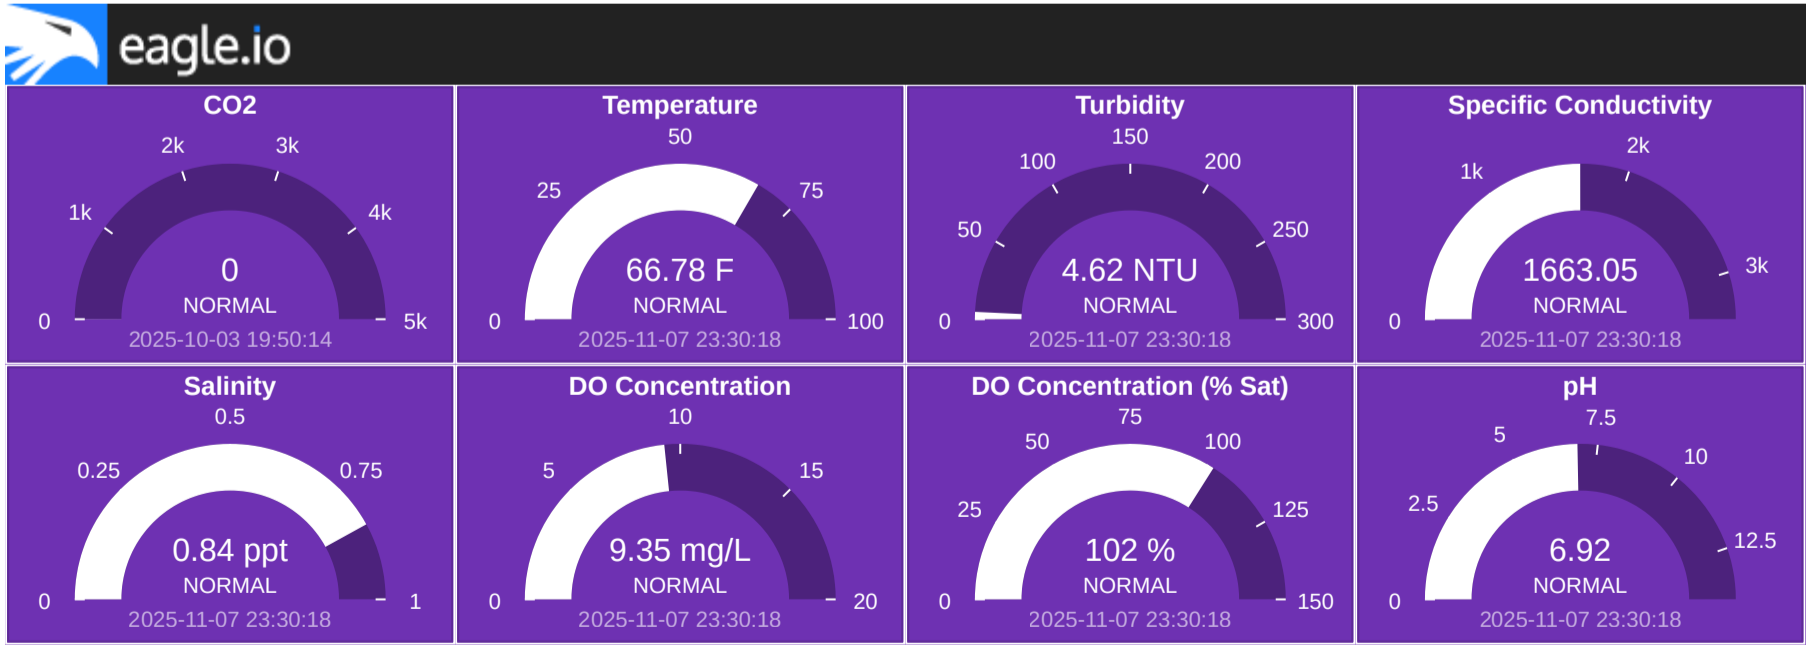 eagle.io
CO2
0
1k
2k
3k
4k
5k
0
NORMAL
2025-10-03 19:50:14
Temperature
0
25
50
75
100
66.78 F
NORMAL
2025-11-07 23:30:18
Turbidity
0
50
100
150
200
250
300
4.62 NTU
NORMAL
2025-11-07 23:30:18
Specific Conductivity
0
1k
2k
3k
1663.05
NORMAL
2025-11-07 23:30:18
Salinity
0
0.25
0.5
0.75
1
0.84 ppt
NORMAL
2025-11-07 23:30:18
DO Concentration
0
5
10
15
20
9.35 mg/L
NORMAL
2025-11-07 23:30:18
DO Concentration (% Sat)
0
25
50
75
100
125
150
102 %
NORMAL
2025-11-07 23:30:18
pH
0
2.5
5
7.5
10
12.5
6.92
NORMAL
2025-11-07 23:30:18